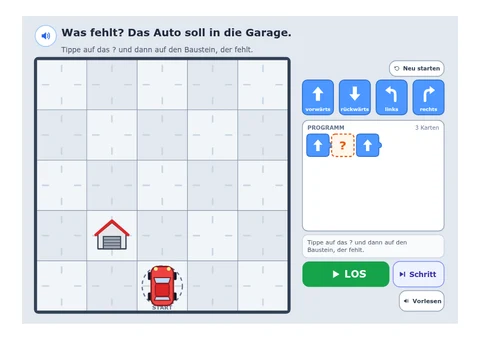 Was fehlt? Das Auto soll in die Garage.
Tippe auf das ? und dann auf den Baustein, der fehlt.
Neu starten
vorwärts
rückwärts
links
rechts
PROGRAMM
3 Karten
?
Tippe auf das ? und dann auf den
Baustein, der fehlt.
LOS
Schritt
Vorlesen
START